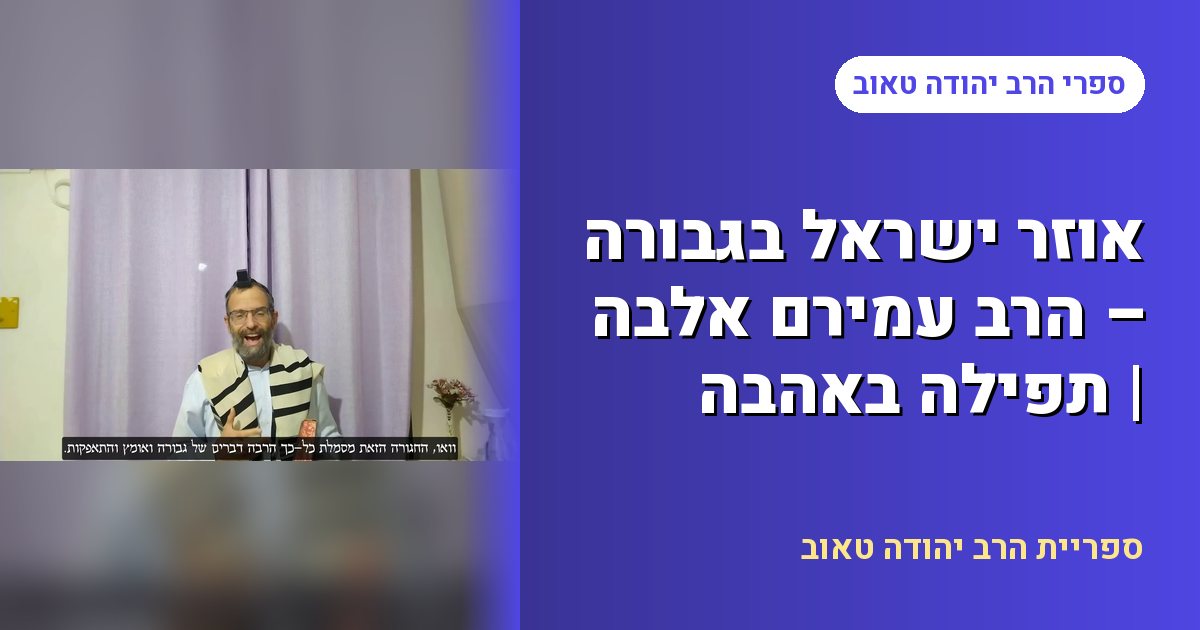 ספרי הרב יהודה טאוב
אוזר ישראל בגבורה
– הרב עמירם אלבה
| תפילה באהבה
וואו, החגורה הזאת מסמלת כל-כך הרבה דברים של גבורה ואומץ והתאפקות.
ספריית הרב יהודה טאוב